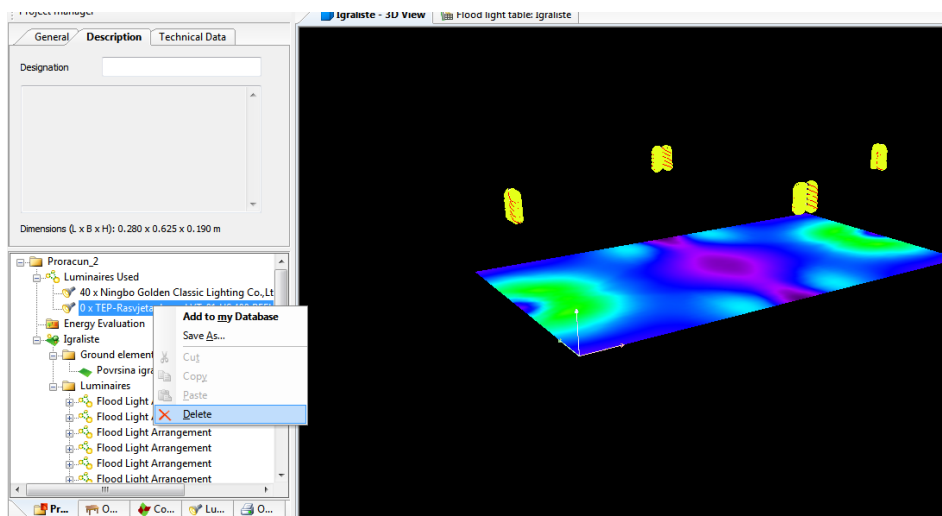 Project manager
Igraliste - 3D View
Flood light table: Igraliste
General
Description
Technical Data
Designation
Dimensions (L x B x H): 0.280 x 0.625 x 0.190 m
Proracun_2
Luminaires Used
40 x Ningbo Golden Classic Lighting Co.,Lt
0 x TEP-Rasvjeta
Energy Evaluation
Igraliste
Ground element
Povrsina igra
Luminaires
Flood Light
Flood Light
Flood Light Arrangement
Flood Light Arrangement
Flood Light Arrangement
Flood Light Arrangement
Add to my Database
Save As...
Cut
Copy
Paste
Delete
Pr...
O...
Co...
Lu...
O...